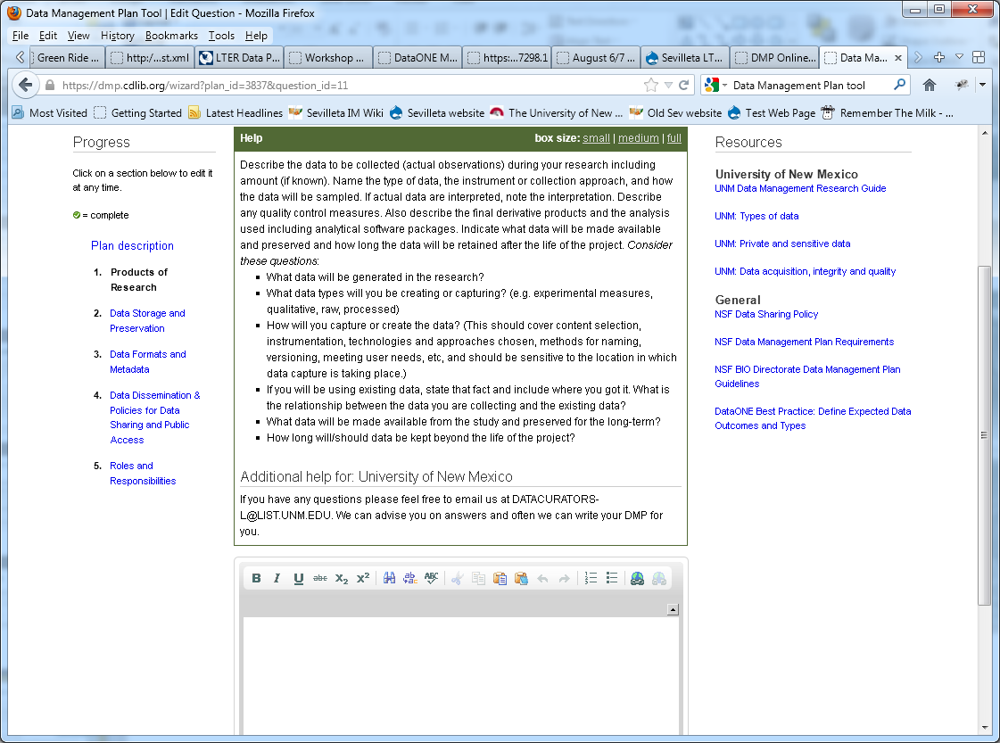 Data Management Plan Tool | Edit Question - Mozilla Firefox
File Edit View History Bookmarks Tools Help
Green Ride ... http:/...st.xml LTER Data P... Workshop ... DataONE M... https:...7298.1 August 6/7 ... Sevilleta LT... DMP Online... Data Ma...
https://dmp.cdlib.org/wizard?plan_id=3837&question_id=11 Data Management Plan tool
Most Visited Getting Started Latest Headlines Sevilleta IM Wiki Sevilleta website The University of New ... Old Sev website Test Web Page Remember The Milk - ...
Progress
Click on a section below to edit it
at any time.
= complete
Plan description
1. Products of
Research
2. Data Storage and
Preservation
3. Data Formats and
Metadata
4. Data Dissemination &
Policies for Data
Sharing and Public
Access
5. Roles and
Responsibilities
Help box size: small | medium | full
Describe the data to be collected (actual observations) during your research including
amount (if known). Name the type of data, the instrument or collection approach, and how
the data will be sampled. If actual data are interpreted, note the interpretation. Describe
any quality control measures. Also describe the final derivative products and the analysis
used including analytical software packages. Indicate what data will be made available
and preserved and how long the data will be retained after the life of the project. Consider
these questions:
What data will be generated in the research?
What data types will you be creating or capturing? (e.g. experimental measures,
qualitative, raw, processed)
How will you capture or create the data? (This should cover content selection,
instrumentation, technologies and approaches chosen, methods for naming,
versioning, meeting user needs, etc, and should be sensitive to the location in which
data capture is taking place.)
If you will be using existing data, state that fact and include where you got it. What is
the relationship between the data you are collecting and the existing data?
What data will be made available from the study and preserved for the long-term?
How long will/should data be kept beyond the life of the project?
Additional help for: University of New Mexico
If you have any questions please feel free to email us at DATACURATORS-
L@LIST.UNM.EDU. We can advise you on answers and often we can write your DMP for
you.
B I U abc X2 X2 ABC
Resources
University of New Mexico
UNM Data Management Research Guide
UNM: Types of data
UNM: Private and sensitive data
UNM: Data acquisition, integrity and quality
General
NSF Data Sharing Policy
NSF Data Management Plan Requirements
NSF BIO Directorate Data Management Plan
Guidelines
DataONE Best Practice: Define Expected Data
Outcomes and Types